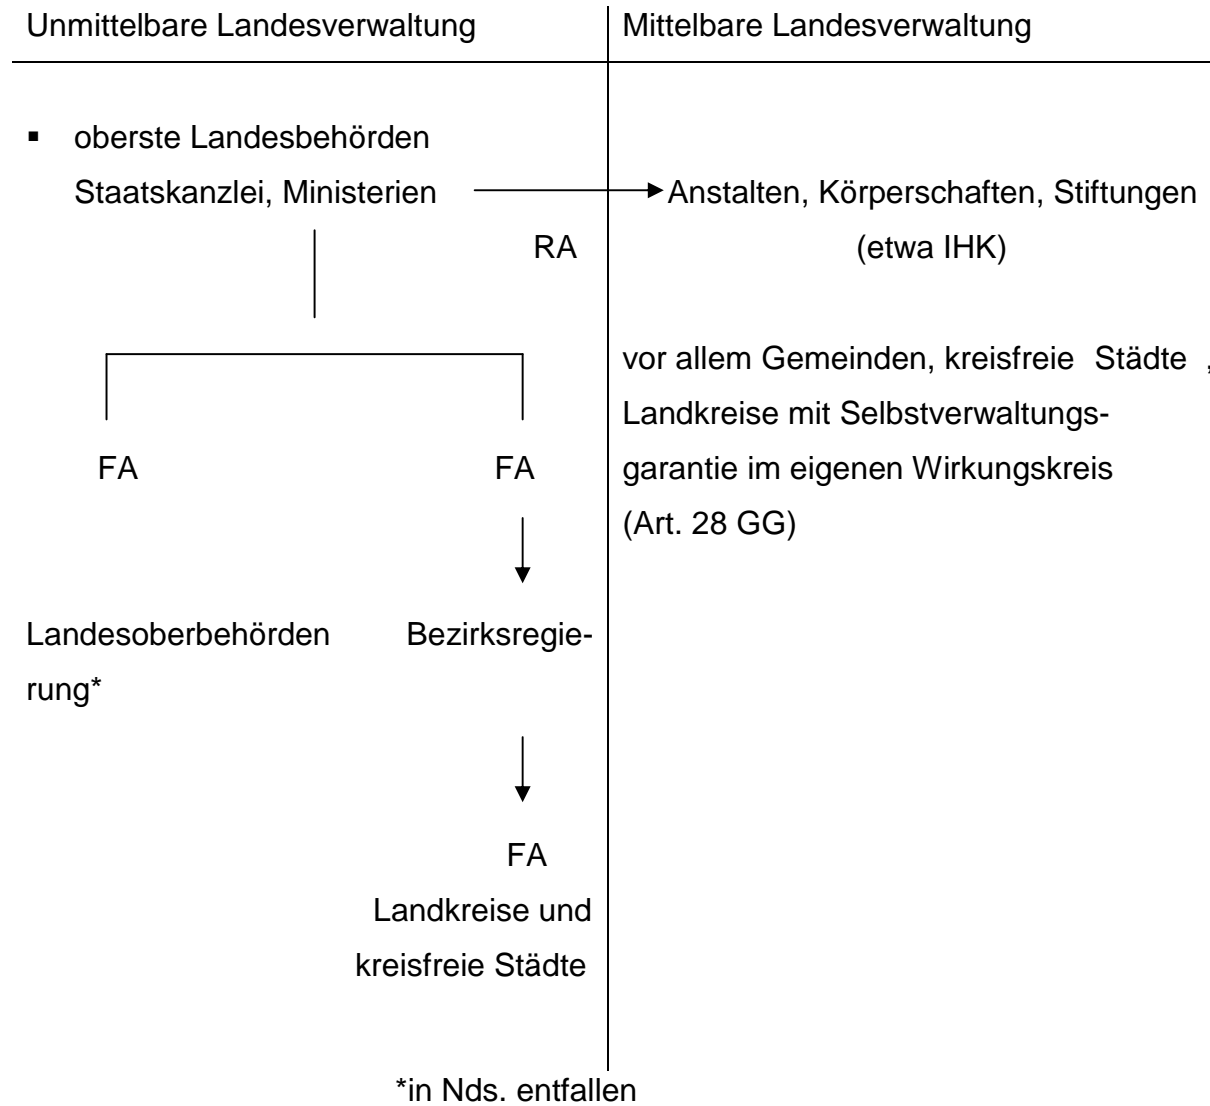 Unmittelbare Landesverwaltung
▪ oberste Landesbehörden
Staatskanzlei, Ministerien
RA
FA FA
Landesoberbehörden Bezirksregie-
rung*
FA
Landkreise und
kreisfreie Städte
Mittelbare Landesverwaltung
Anstalten, Körperschaften, Stiftungen
(etwa IHK)
vor allem Gemeinden, kreisfreie Städte ,
Landkreise mit Selbstverwaltungs-
garantie im eigenen Wirkungskreis
(Art. 28 GG)
*in Nds. entfallen